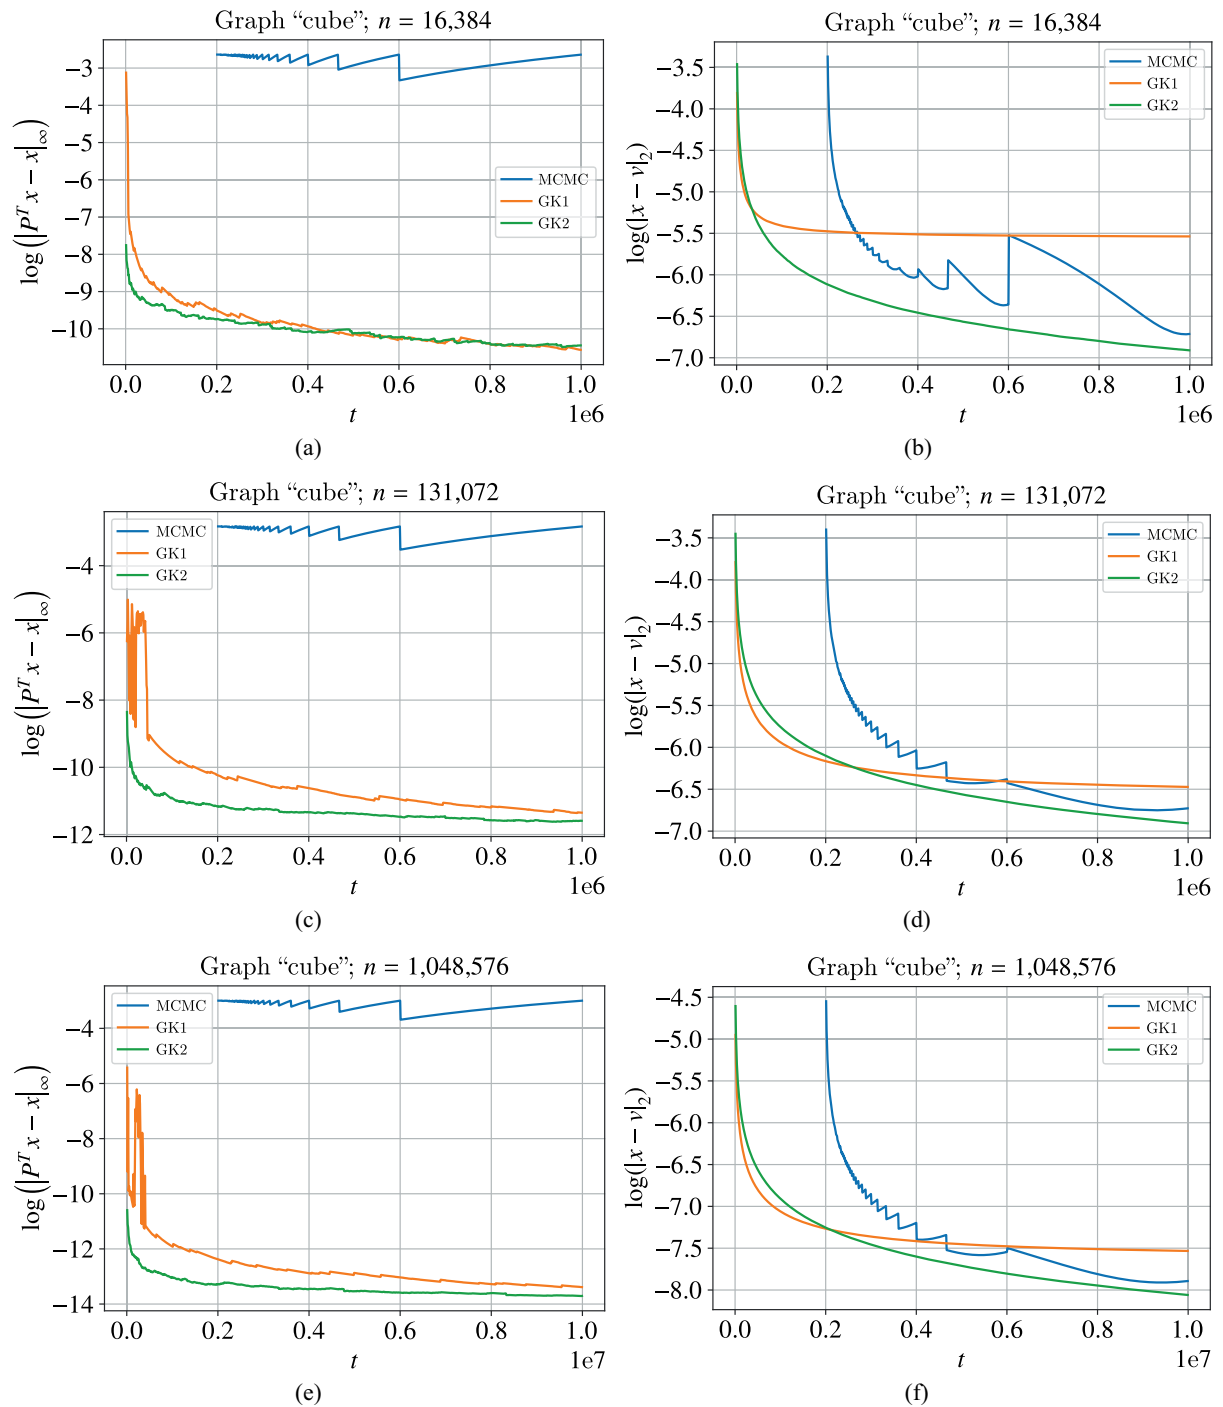 Graph “cube”; n = 16,384
log(|Pᵀx − x|∞)
−3
−4
−5
−6
−7
−8
−9
−10
MCMC
GK1
GK2
0.0 0.2 0.4 0.6 0.8 1.0
1e6
t
(a)
Graph “cube”; n = 16,384
log(|x − v|₂)
−3.5
−4.0
−4.5
−5.0
−5.5
−6.0
−6.5
−7.0
MCMC
GK1
GK2
0.0 0.2 0.4 0.6 0.8 1.0
1e6
t
(b)
Graph “cube”; n = 131,072
log(|Pᵀx − x|∞)
−4
−6
−8
−10
−12
MCMC
GK1
GK2
0.0 0.2 0.4 0.6 0.8 1.0
1e6
t
(c)
Graph “cube”; n = 131,072
log(|x − v|₂)
−3.5
−4.0
−4.5
−5.0
−5.5
−6.0
−6.5
−7.0
MCMC
GK1
GK2
0.0 0.2 0.4 0.6 0.8 1.0
1e6
t
(d)
Graph “cube”; n = 1,048,576
log(|Pᵀx − x|∞)
−4
−6
−8
−10
−12
−14
MCMC
GK1
GK2
0.0 0.2 0.4 0.6 0.8 1.0
1e7
t
(e)
Graph “cube”; n = 1,048,576
log(|x − v|₂)
−4.5
−5.0
−5.5
−6.0
−6.5
−7.0
−7.5
−8.0
MCMC
GK1
GK2
0.0 0.2 0.4 0.6 0.8 1.0
1e7
t
(f)